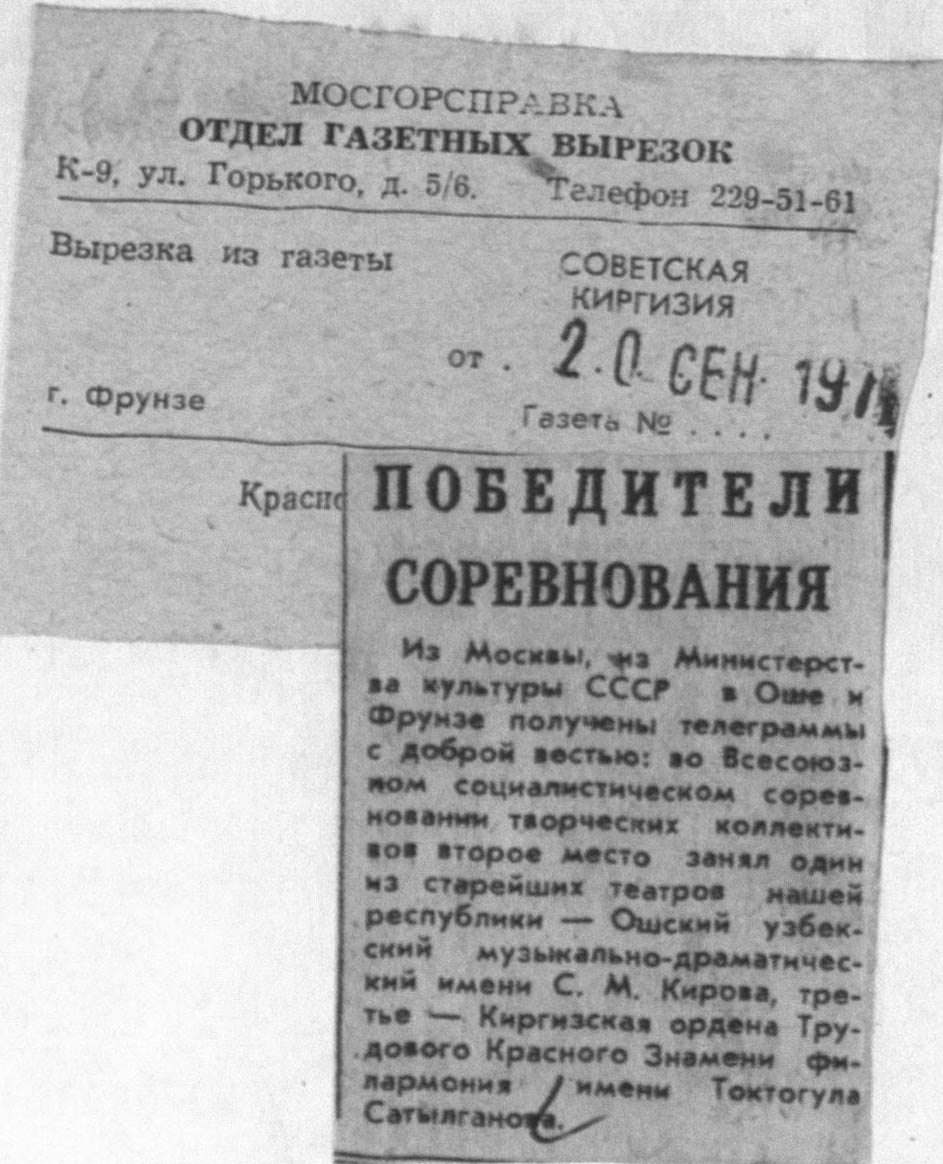 МОСГОРСПРАВКА
ОТДЕЛ ГАЗЕТНЫХ ВЫРЕЗОК
К-9, ул. Горького, д. 5/6. Телефон 229-51-61
Вырезка из газеты
СОВЕТСКАЯ
КИРГИЗИЯ
от . 20 СЕН 197
г. Фрунзе
Газета № . . . .
Красно
ПОБЕДИТЕЛИ
СОРЕВНОВАНИЯ
Из Москвы, из Министерст-
ва культуры СССР в Оше и
Фрунзе получены телеграммы
с доброй вестью: во Всесоюз-
ном социалистическом сорев-
новании творческих коллекти-
вов второе место занял один
из старейших театров нашей
республики — Ошский узбек-
ский музыкально-драматичес-
кий имени С. М. Кирова, тре-
тье — Киргизская ордена Тру-
дового Красного Знамени фи-
лармония имени Токтогула
Сатылганова.